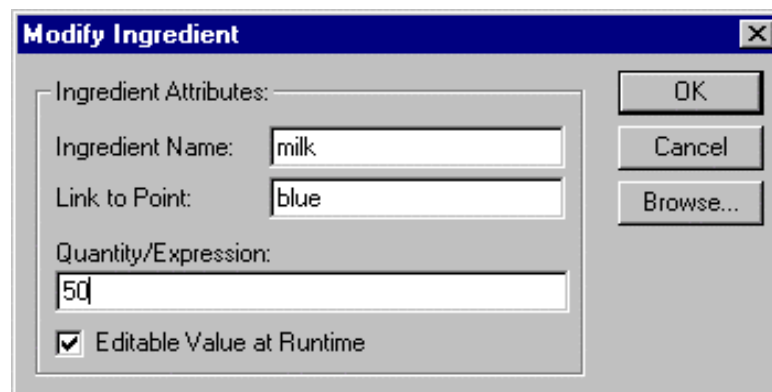 Modify Ingredient
Ingredient Attributes:
OK
Ingredient Name: milk
Cancel
Link to Point: blue
Browse...
Quantity/Expression:
50
Editable Value at Runtime